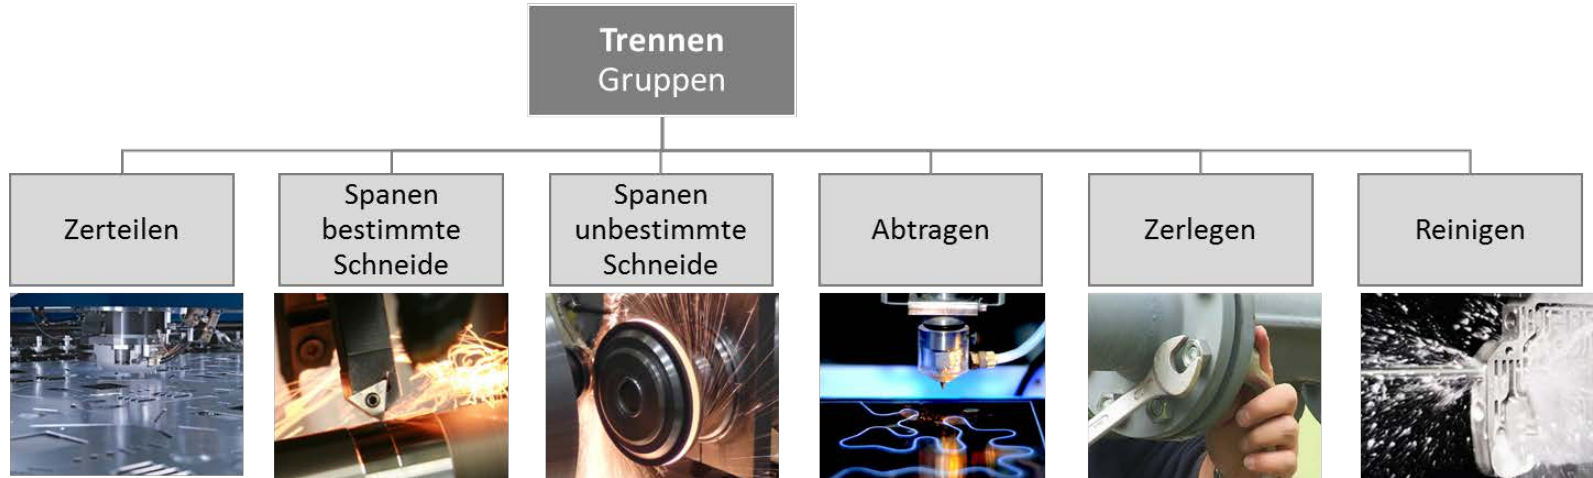 Trennen
Gruppen
Zerteilen
Spanen
bestimmte
Schneide
Spanen
unbestimmte
Schneide
Abtragen
Zerlegen
Reinigen